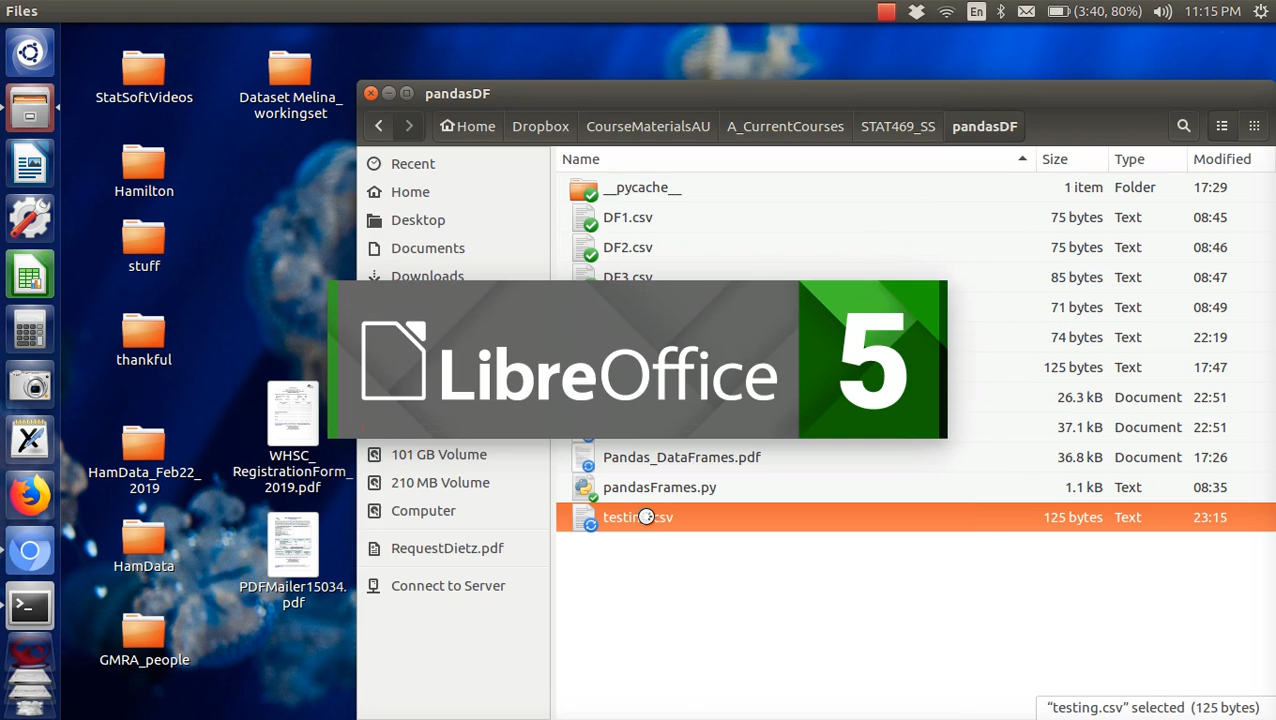 Files
En
(3:40, 80%)
11:15 PM
StatSoftVideos
Dataset Melina_
workingset
Hamilton
stuff
thankful
WHSC_
RegistrationForm_
2019.pdf
HamData_Feb22_
2019
HamData
PDFMailer15034.
pdf
GMRA_people
pandasDF
Home
Dropbox
CourseMaterialsAU
A_CurrentCourses
STAT469_SS
pandasDF
Name
Size
Type
Modified
Recent
Home
Desktop
Documents
Downloads
101 GB Volume
210 MB Volume
Computer
RequestDetz.pdf
Connect to Server
__pycache__ 1 item Folder 17:29
DF1.csv 75 bytes Text 08:45
DF2.csv 75 bytes Text 08:46
DF3.csv 85 bytes Text 08:47
71 bytes Text 08:49
74 bytes Text 22:19
125 bytes Text 17:47
29.3 kB Document 22:51
37.1 kB Document 22:51
Pandas_DataFrames.pdf 36.8 kB Document 17:26
pandasFrames.py 1.1 kB Text 08:35
testing.csv 125 bytes Text 23:15
LibreOffice 5
"testing.csv" selected (125 bytes)